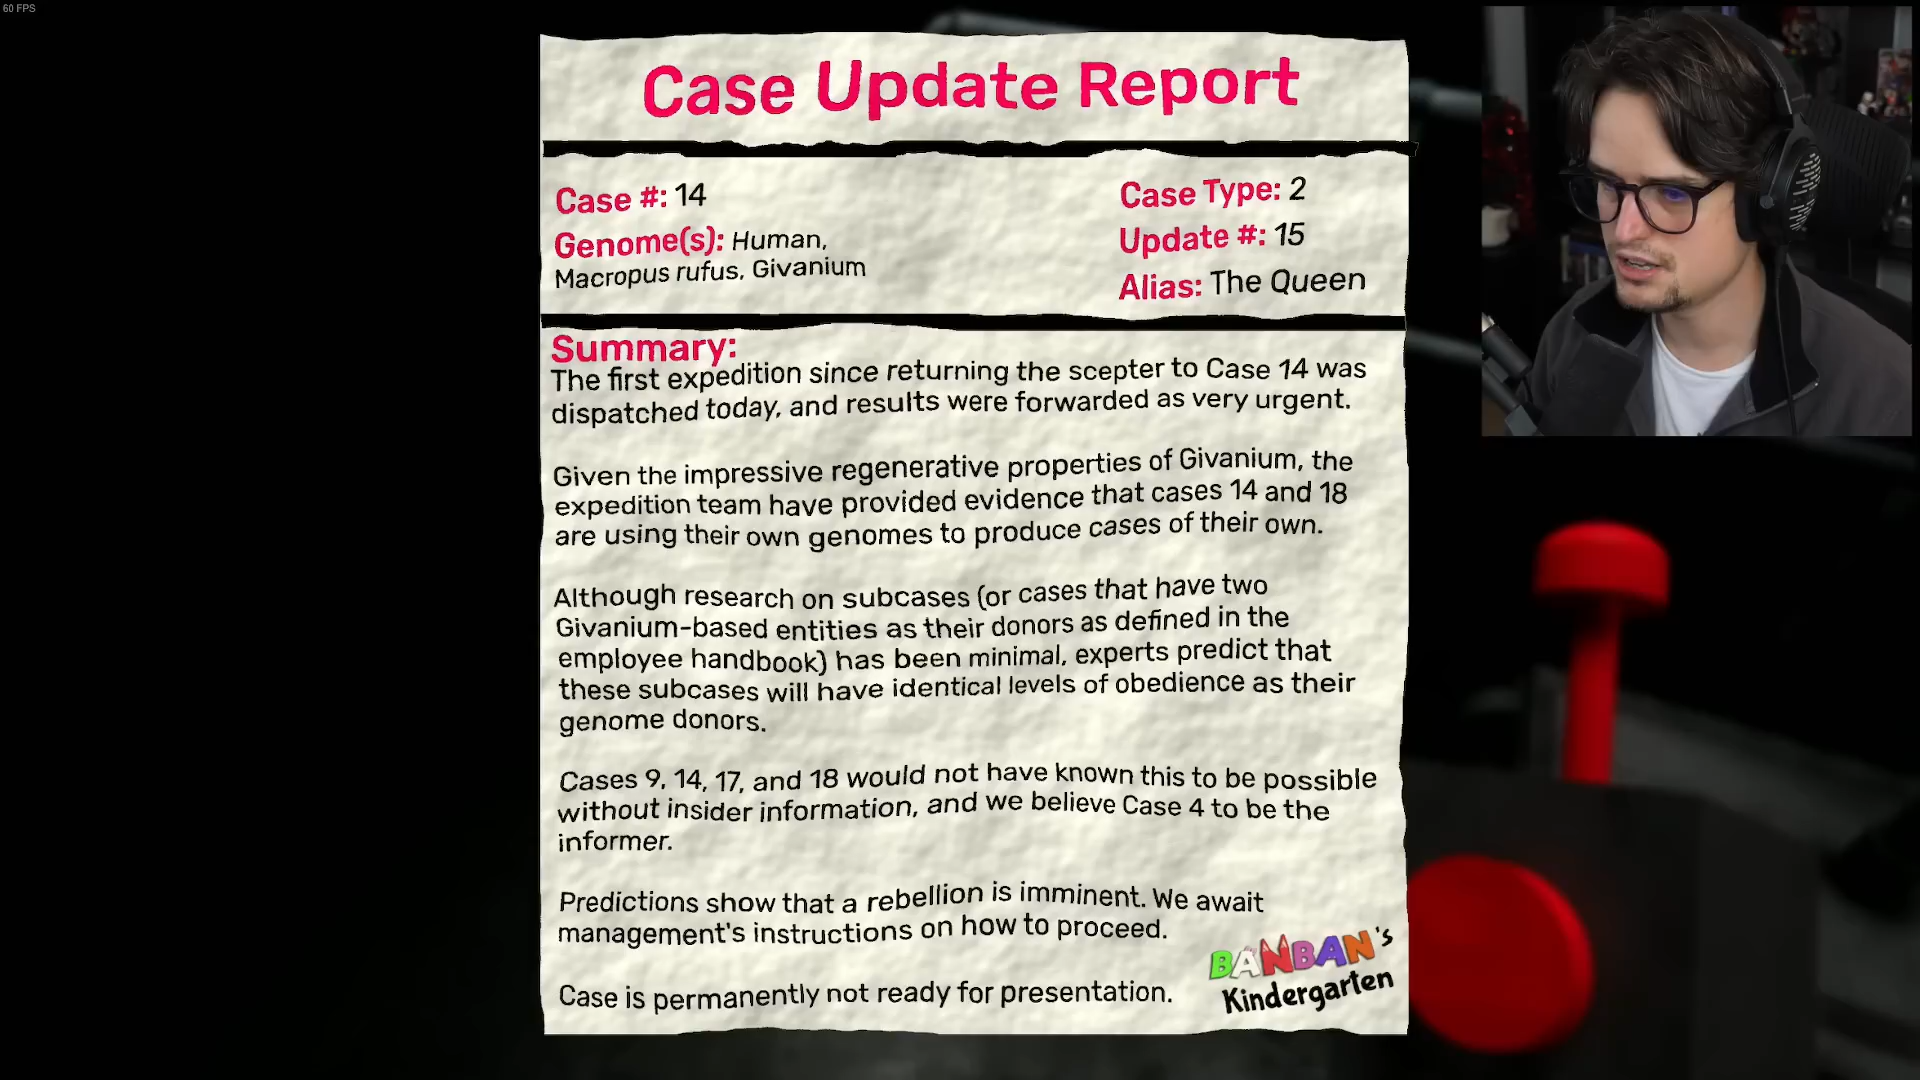 60 FPS
Case Update Report
Case #: 14
Genome(s): Human,
Macropus rufus, Givanium
Case Type: 2
Update #: 15
Alias: The Queen
Summary:
The first expedition since returning the scepter to Case 14 was
dispatched today, and results were forwarded as very urgent.
Given the impressive regenerative properties of Givanium, the
expedition team have provided evidence that cases 14 and 18
are using their own genomes to produce cases of their own.
Although research on subcases (or cases that have two
Givanium-based entities as their donors as defined in the
employee handbook) has been minimal, experts predict that
these subcases will have identical levels of obedience as their
genome donors.
Cases 9, 14, 17, and 18 would not have known this to be possible
without insider information, and we believe Case 4 to be the
informer.
Predictions show that a rebellion is imminent. We await
management's instructions on how to proceed.
Case is permanently not ready for presentation.
BANBAN's
Kindergarten